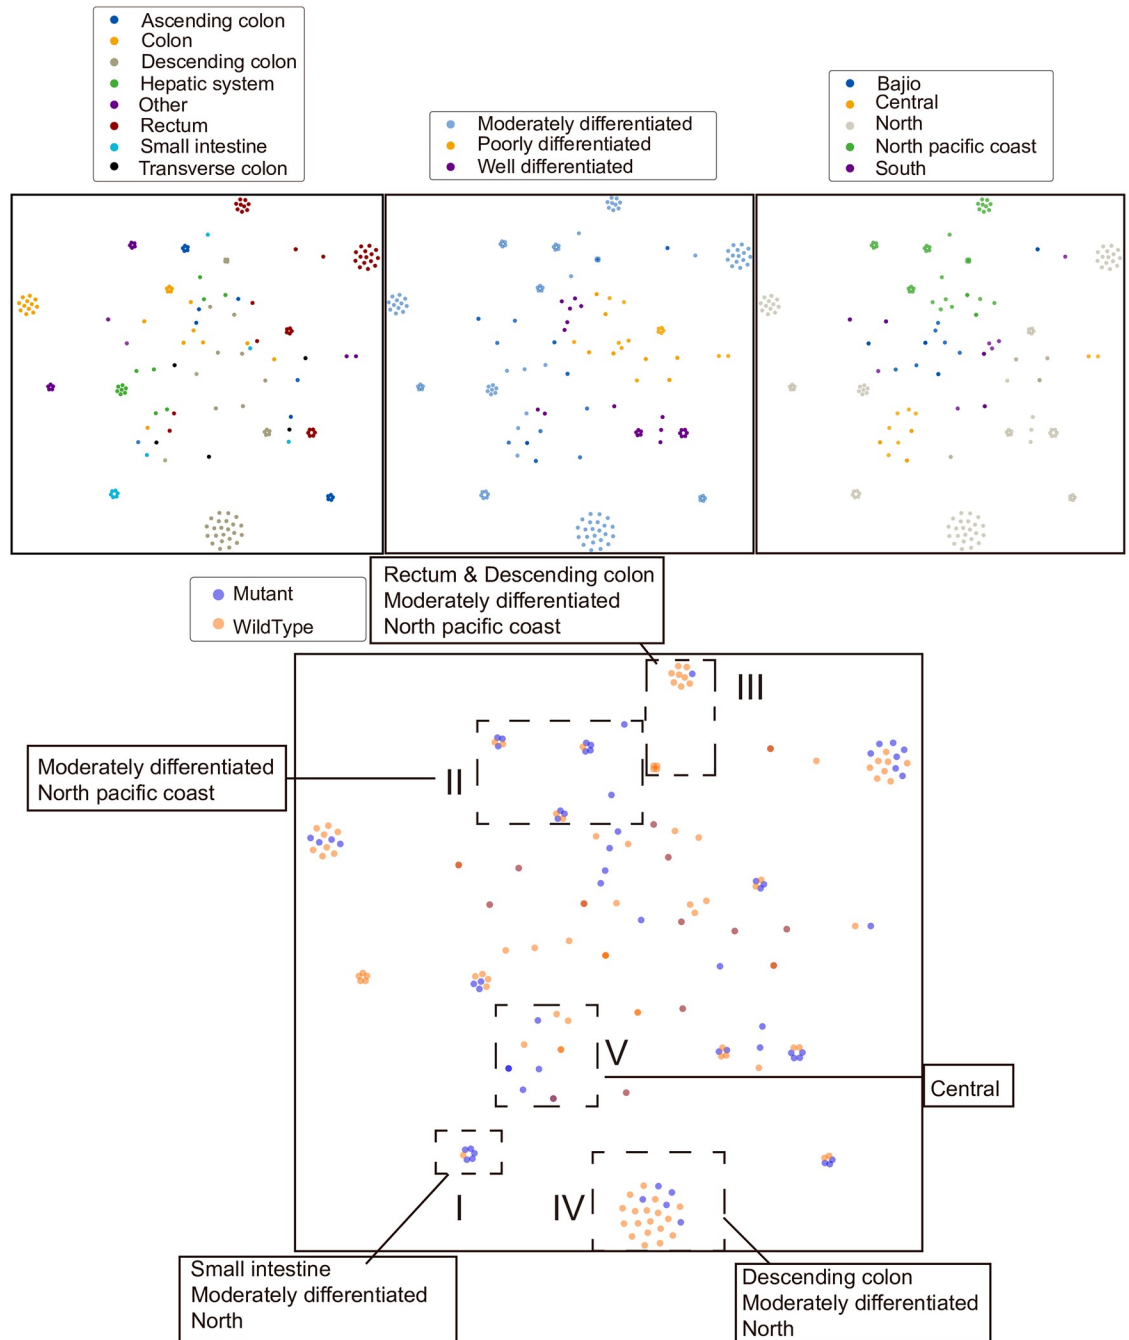 Ascending colon
Colon
Descending colon
Hepatic system
Other
Rectum
Small intestine
Transverse colon
Moderately differentiated
Poorly differentiated
Well differentiated
Bajio
Central
North
North pacific coast
South
Mutant
WildType
Rectum & Descending colon
Moderately differentiated
North pacific coast
III
Moderately differentiated
North pacific coast
II
V
Central
I
IV
Small intestine
Moderately differentiated
North
Descending colon
Moderately differentiated
North